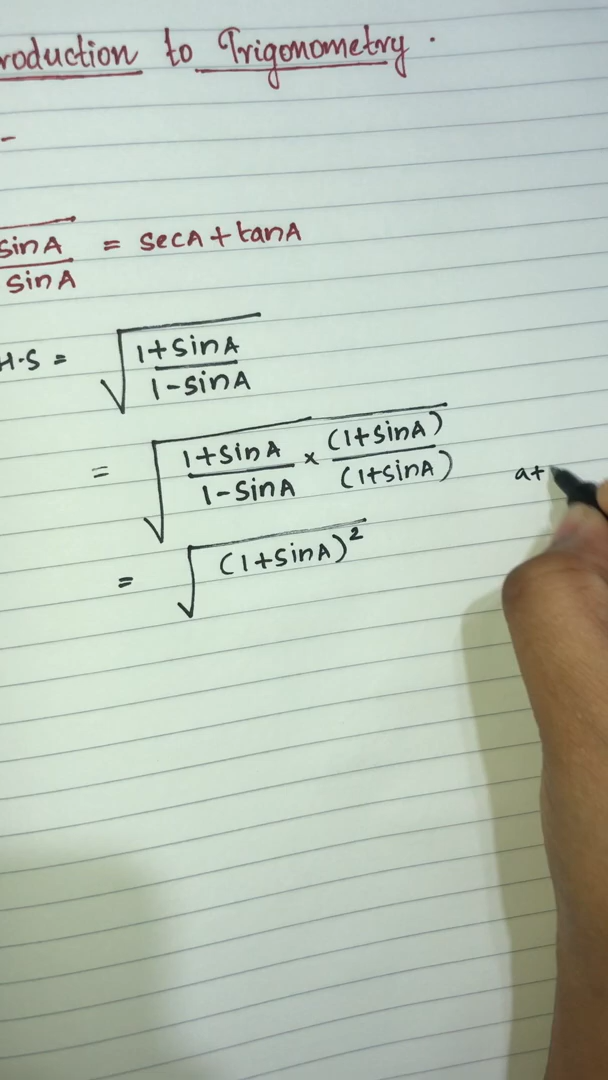 roduction to Trigonometry.
-
sinA / sinA = secA + tanA
H.S = √(1+sinA / 1-sinA)
= √(1+sinA / 1-sinA × (1+sinA) / (1+sinA))
a+
= √(1+sinA)²